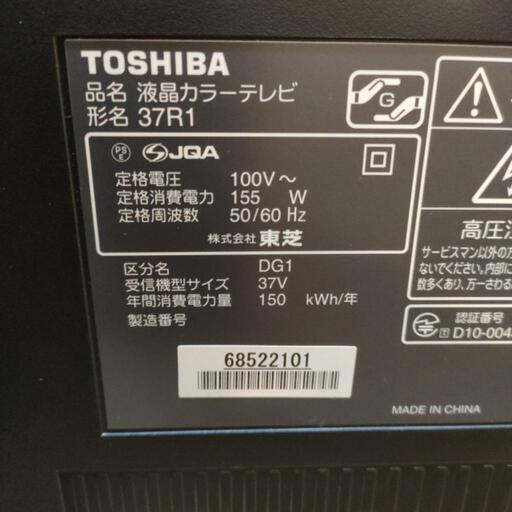 TOSHIBA
品名 液晶カラーテレビ
形名 37R1
PS E JQA
定格電圧 100V～
定格消費電力 155 W
定格周波数 50/60 Hz
株式会社 東芝
区分名 DG1
受信機型サイズ 37V
年間消費電力量 150 kWh/年
製造番号
68522101
G
高圧注
サービスマン以外の方
ないでください。内部に
数多くあり、万一さわると
認証番号
T D10-004
MADE IN CHINA